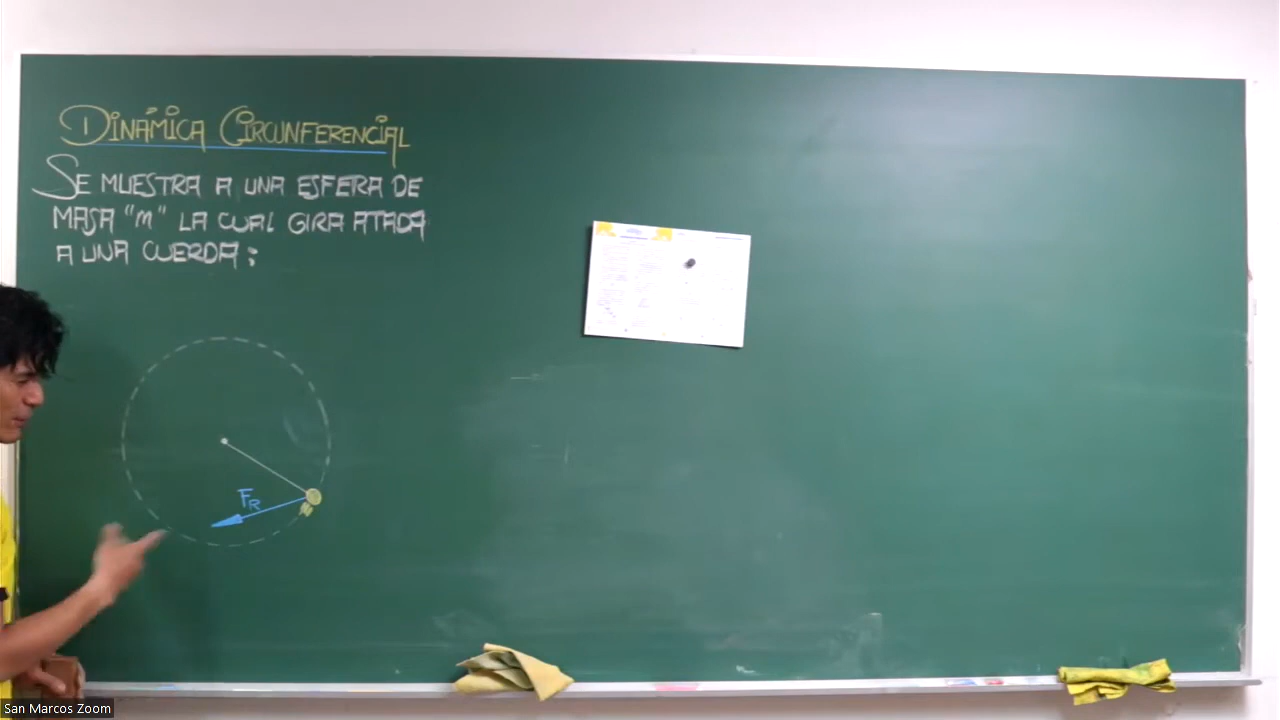 DINÁMICA CIRCUNFERENCIAL
SE MUESTRA A UNA ESFERA DE
MASA "m" LA CUAL GIRA ATADA
A UNA CUERDA:
FR
m
San Marcos Zoom